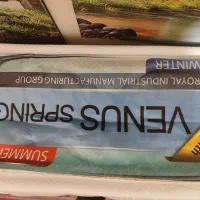 SUMMER
VENUS SPRING
ROYAL INDUSTRIAL MANUFACTURING GROUP
WINTER